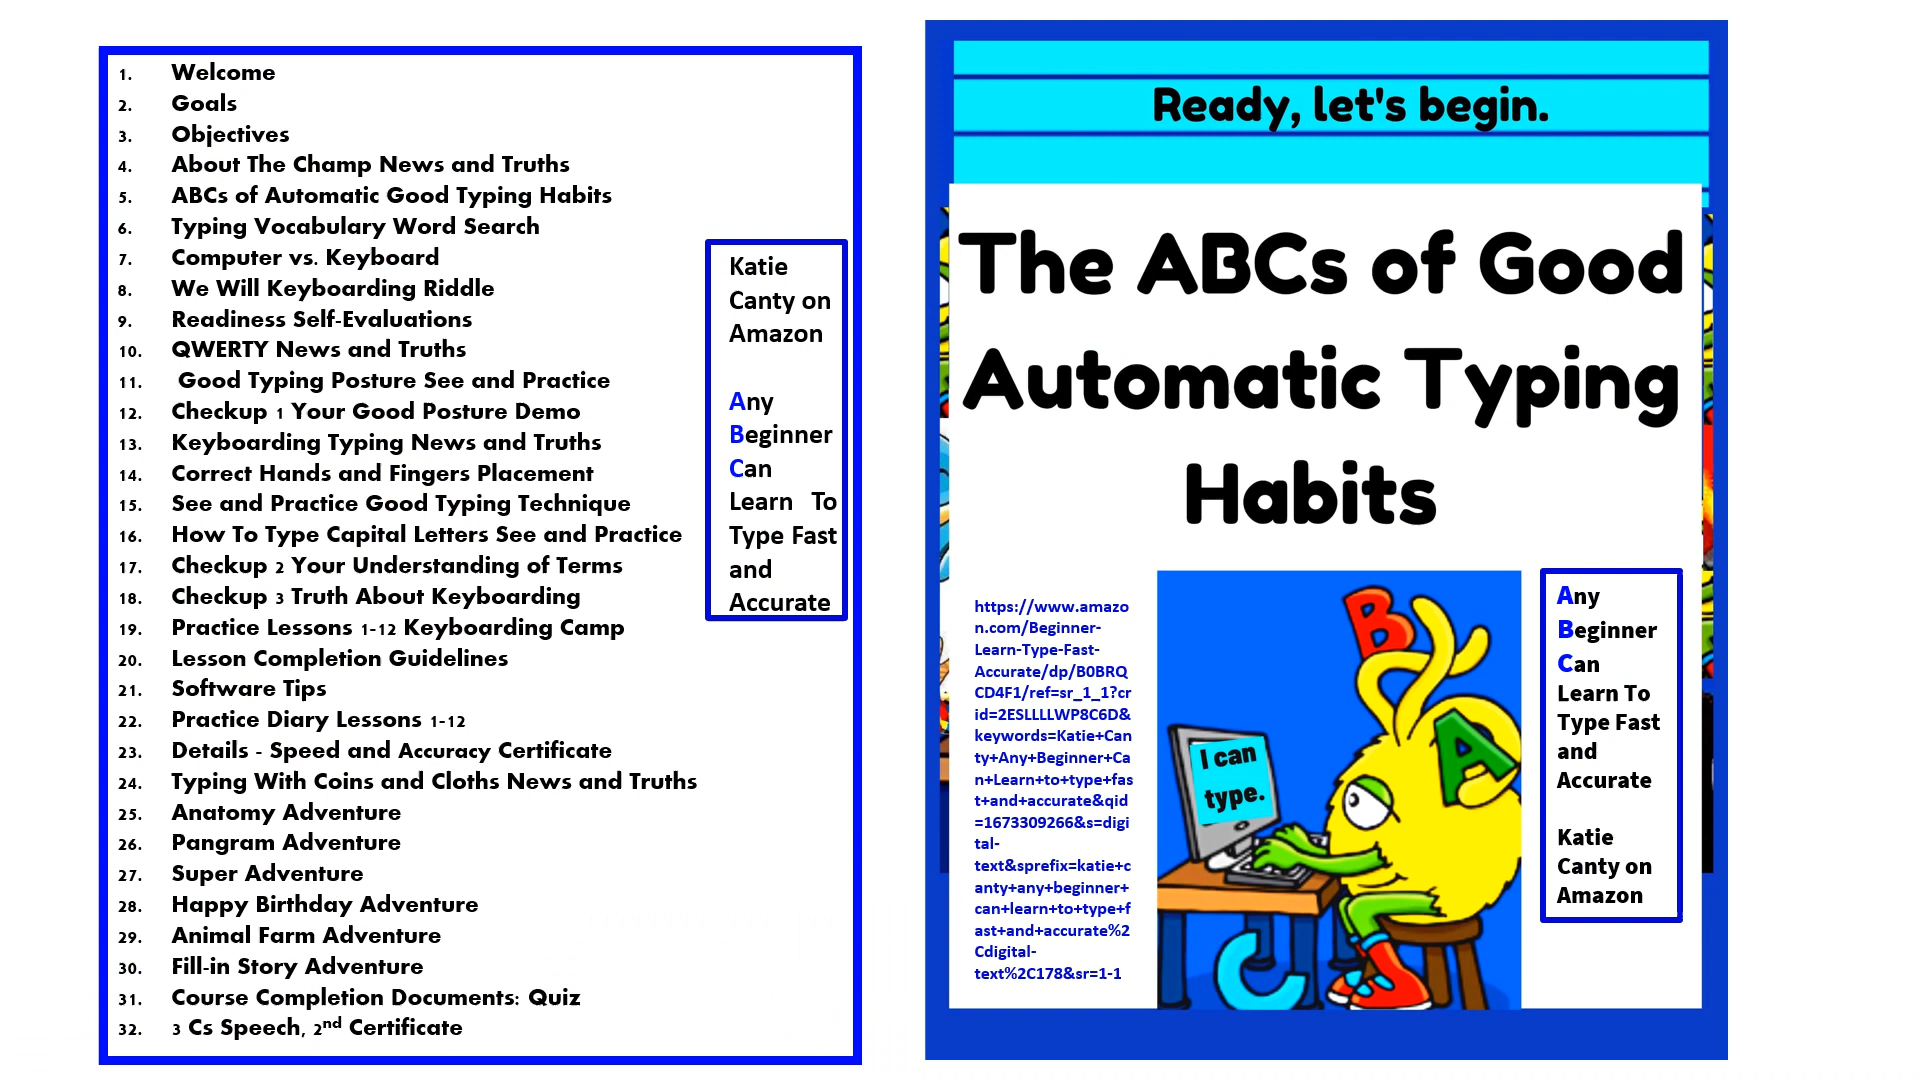 1. Welcome
2. Goals
3. Objectives
4. About The Champ News and Truths
5. ABCs of Automatic Good Typing Habits
6. Typing Vocabulary Word Search
7. Computer vs. Keyboard
8. We Will Keyboarding Riddle
9. Readiness Self-Evaluations
10. QWERTY News and Truths
11. Good Typing Posture See and Practice
12. Checkup 1 Your Good Posture Demo
13. Keyboarding Typing News and Truths
14. Correct Hands and Fingers Placement
15. See and Practice Good Typing Technique
16. How To Type Capital Letters See and Practice
17. Checkup 2 Your Understanding of Terms
18. Checkup 3 Truth About Keyboarding
19. Practice Lessons 1-12 Keyboarding Camp
20. Lesson Completion Guidelines
21. Software Tips
22. Practice Diary Lessons 1-12
23. Details - Speed and Accuracy Certificate
24. Typing With Coins and Cloths News and Truths
25. Anatomy Adventure
26. Pangram Adventure
27. Super Adventure
28. Happy Birthday Adventure
29. Animal Farm Adventure
30. Fill-in Story Adventure
31. Course Completion Documents: Quiz
32. 3 Cs Speech, 2nd Certificate
Katie
Canty on
Amazon
Any
Beginner
Can
Learn To
Type Fast
and
Accurate
Ready, let's begin.
The ABCs of Good
Automatic Typing
Habits
https://www.amazo
n.com/Beginner-
Learn-Type-Fast-
Accurate/dp/B0BRQ
CD4F1/ref=sr_1_1?cr
id=2ESLLLLWP8C6D&
keywords=Katie+Can
ty+Any+Beginner+Ca
n+Learn+to+type+fas
t+and+accurate&qid
=1673309266&s=digi
tal-
text&sprefix=katie+c
anty+any+beginner+
can+learn+to+type+f
ast+and+accurate%2
Cdigital-
text%2C178&sr=1-1
B
A
I can
type.
C
Any
Beginner
Can
Learn To
Type Fast
and
Accurate
Katie
Canty on
Amazon